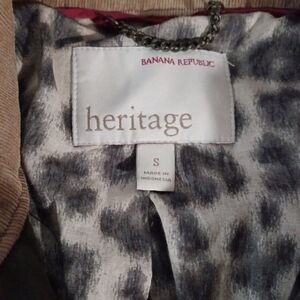 BANANA REPUBLIC
heritage
S
MADE IN
INDONESIA